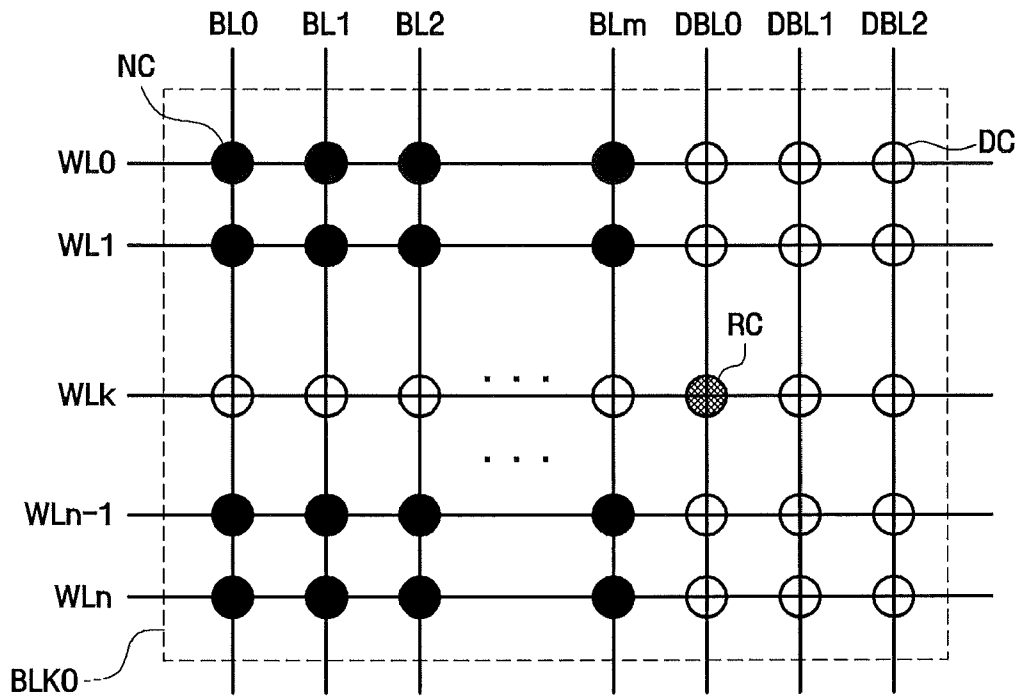 BL0 BL1 BL2 BLm DBL0 DBL1 DBL2
NC
WL0
DC
WL1
RC
WLk
. . .
. . .
WLn-1
WLn
BLK0